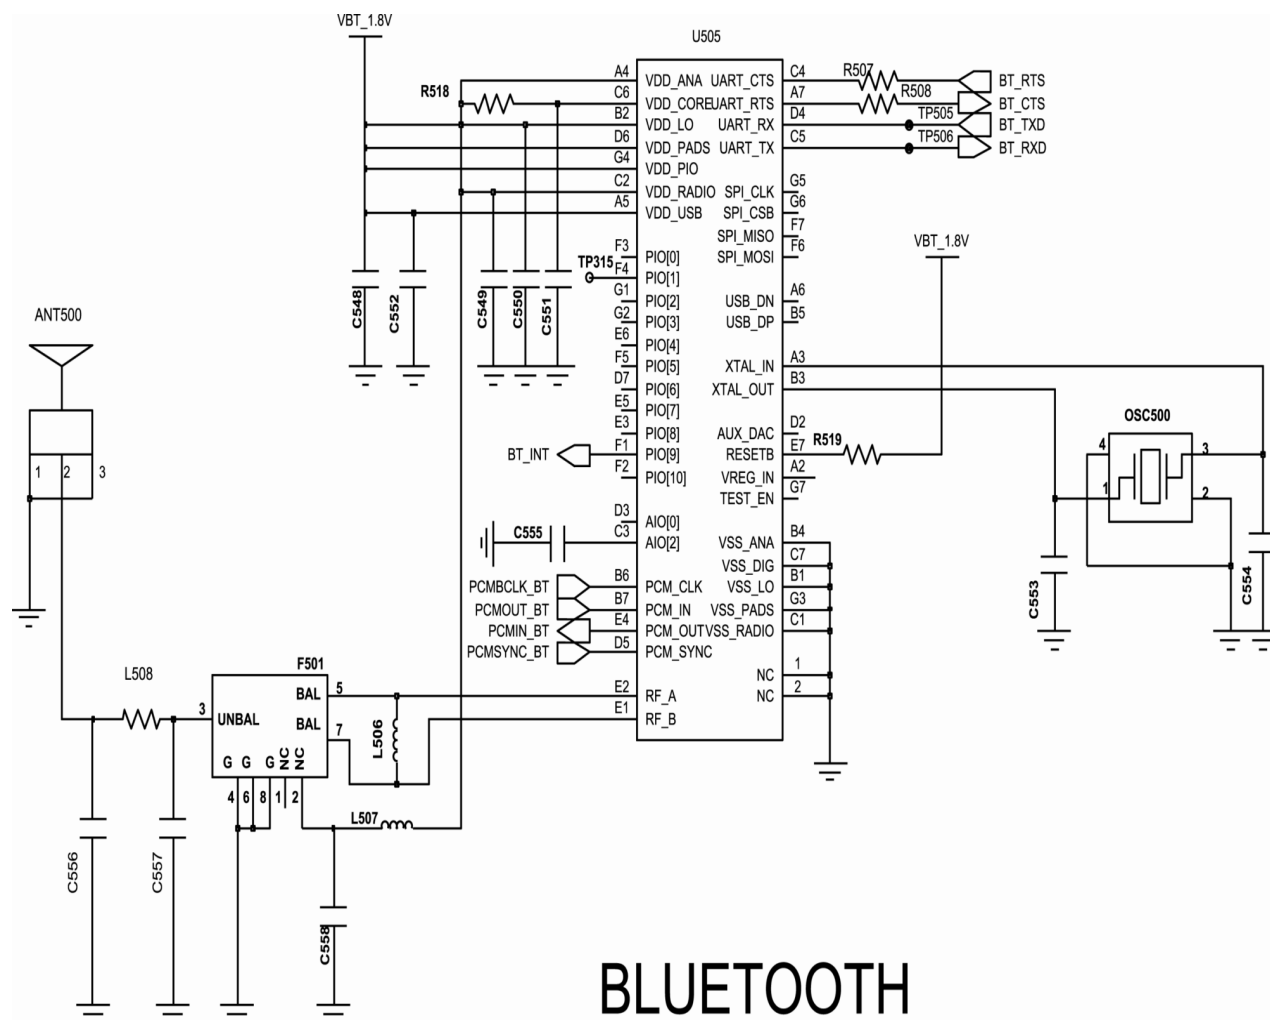 VBT_1.8V
U505
A4 VDD_ANA UART_CTS C4 R507 BT_RTS
R518 C6 VDD_CORE UART_RTS A7 R508 BT_CTS
B2 VDD_LO UART_RX D4 TP505 BT_TXD
D6 VDD_PADS UART_TX C5 TP506 BT_RXD
G4 VDD_PIO
C2 VDD_RADIO SPI_CLK G5
A5 VDD_USB SPI_CSB G6
SPI_MISO F7
F3 PIO[0] SPI_MOSI F6
VBT_1.8V
TP315 F4 PIO[1]
G1 PIO[2] USB_DN A6
G2 PIO[3] USB_DP B5
C548 C552 C549 C550 C551
ANT500
E6 PIO[4]
F5 PIO[5] XTAL_IN A3
D7 PIO[6] XTAL_OUT B3
E5 PIO[7]
E3 PIO[8] AUX_DAC D2
BT_INT F1 PIO[9] RESETB E7 R519
F2 PIO[10] VREG_IN A2
TEST_EN G7
OSC500
4 3
1 2
1 2 3
D3 AIO[0]
C555 C3 AIO[2] VSS_ANA B4
VSS_DIG C7
PCMBCLK_BT B6 PCM_CLK VSS_LO B1
PCMOUT_BT B7 PCM_IN VSS_PADS G3
PCMIN_BT E4 PCM_OUT VSS_RADIO C1
PCMSYNC_BT D5 PCM_SYNC
C553 C554
NC 1
E2 RF_A NC 2
E1 RF_B
L508
F501
3 UNBAL BAL 5
BAL 7
L506
G G G NC NC
4 6 8 1 2
L507
C556 C557
C558
BLUETOOTH